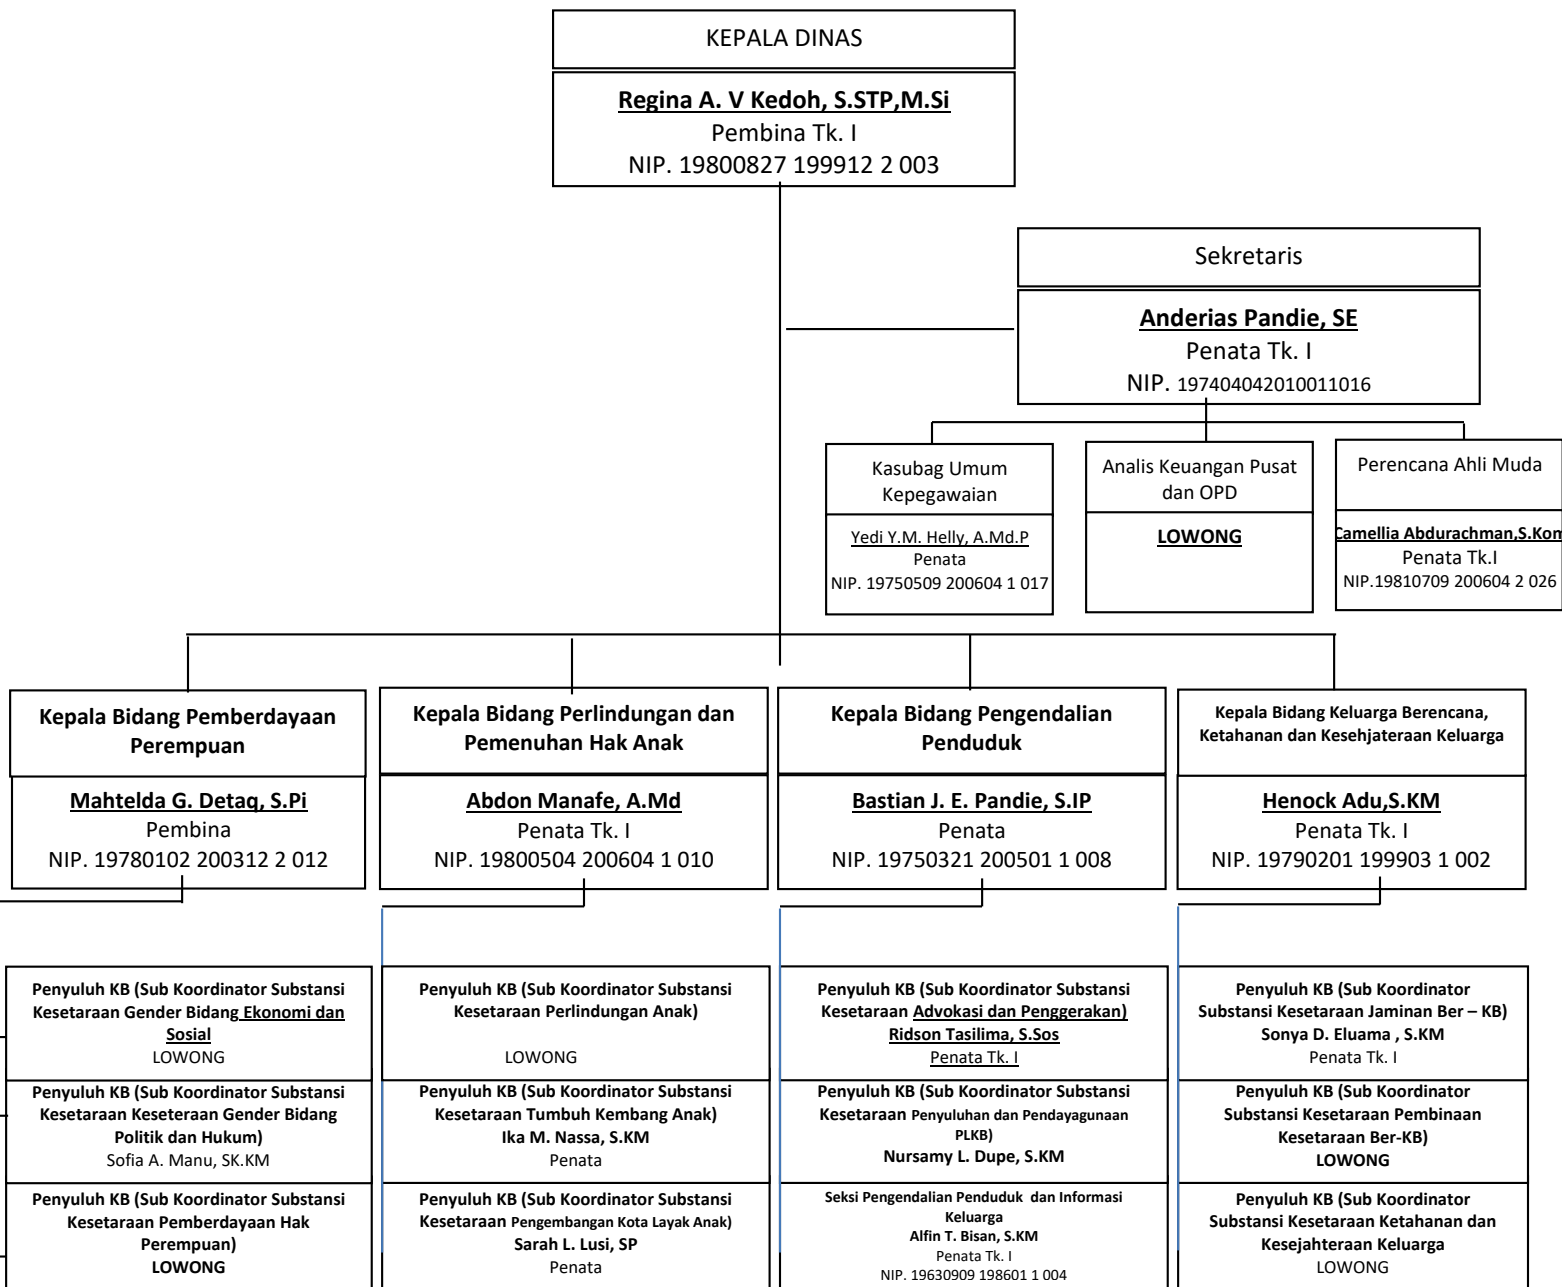 KEPALA DINAS
Regina A. V Kedoh, S.STP,M.Si
Pembina Tk. I
NIP. 19800827 199912 2 003
Sekretaris
Anderias Pandie, SE
Penata Tk. I
NIP. 197404042010011016
Kasubag Umum
Kepegawaian
Yedi Y.M. Helly, A.Md.P
Penata
NIP. 19750509 200604 1 017
Analis Keuangan Pusat
dan OPD
LOWONG
Perencana Ahli Muda
Camellia Abdurachman,S.Kom
Penata Tk.I
NIP.19810709 200604 2 026
Kepala Bidang Pemberdayaan
Perempuan
Mahtelda G. Detaq, S.Pi
Pembina
NIP. 19780102 200312 2 012
Kepala Bidang Perlindungan dan
Pemenuhan Hak Anak
Abdon Manafe, A.Md
Penata Tk. I
NIP. 19800504 200604 1 010
Kepala Bidang Pengendalian
Penduduk
Bastian J. E. Pandie, S.IP
Penata
NIP. 19750321 200501 1 008
Kepala Bidang Keluarga Berencana,
Ketahanan dan Kesehjateraan Keluarga
Henock Adu,S.KM
Penata Tk. I
NIP. 19790201 199903 1 002
Penyuluh KB (Sub Koordinator Substansi
Kesetaraan Gender Bidang Ekonomi dan
Sosial
LOWONG
Penyuluh KB (Sub Koordinator Substansi
Kesetaraan Keseteraan Gender Bidang
Politik dan Hukum)
Sofia A. Manu, SK.KM
Penyuluh KB (Sub Koordinator Substansi
Kesetaraan Pemberdayaan Hak
Perempuan)
LOWONG
Penyuluh KB (Sub Koordinator Substansi
Kesetaraan Perlindungan Anak)
LOWONG
Penyuluh KB (Sub Koordinator Substansi
Kesetaraan Tumbuh Kembang Anak)
Ika M. Nassa, S.KM
Penata
Penyuluh KB (Sub Koordinator Substansi
Kesetaraan Pengembangan Kota Layak Anak)
Sarah L. Lusi, SP
Penata
Penyuluh KB (Sub Koordinator Substansi
Kesetaraan Advokasi dan Penggerakan)
Ridson Tasilima, S.Sos
Penata Tk. I
Penyuluh KB (Sub Koordinator Substansi
Kesetaraan Penyuluhan dan Pendayagunaan
PLKB)
Nursamy L. Dupe, S.KM
Seksi Pengendalian Penduduk dan Informasi
Keluarga
Alfin T. Bisan, S.KM
Penata Tk. I
NIP. 19630909 198601 1 004
Penyuluh KB (Sub Koordinator
Substansi Kesetaraan Jaminan Ber – KB)
Sonya D. Eluama , S.KM
Penata Tk. I
Penyuluh KB (Sub Koordinator
Substansi Kesetaraan Pembinaan
Kesetaraan Ber-KB)
LOWONG
Penyuluh KB (Sub Koordinator
Substansi Kesetaraan Ketahanan dan
Kesejahteraan Keluarga
LOWONG